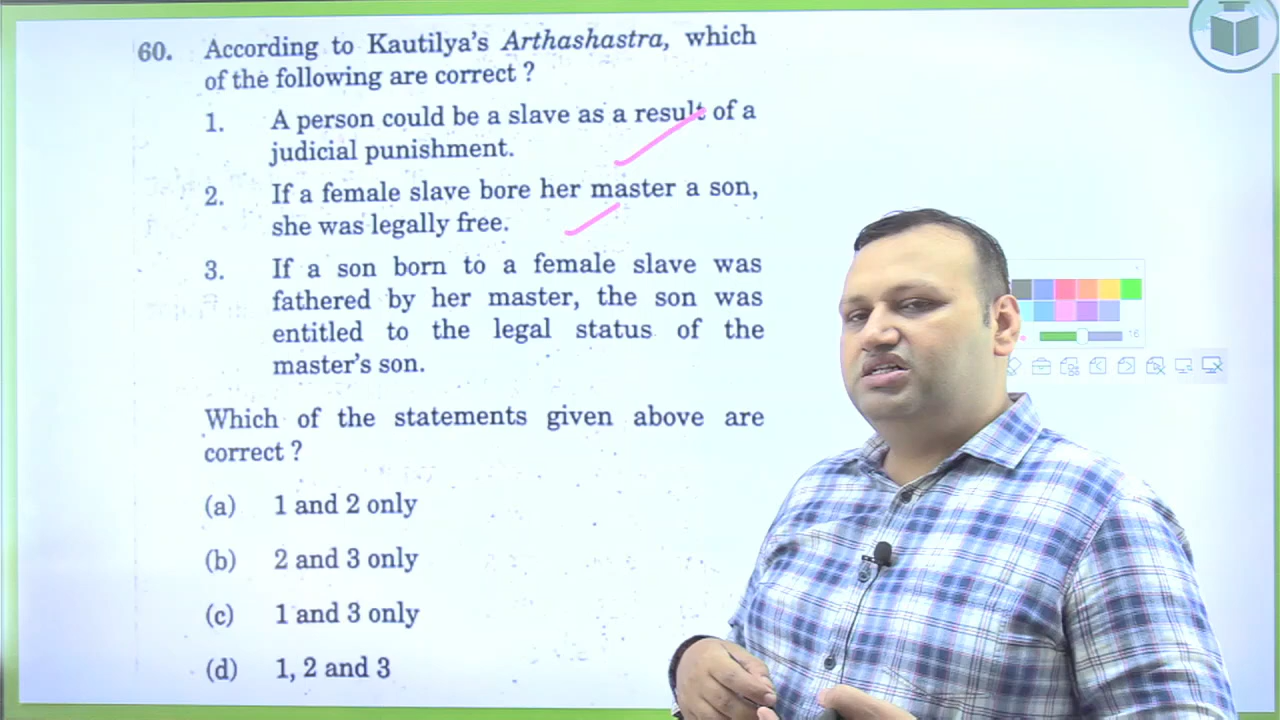 60. According to Kautilya's Arthashastra, which
of the following are correct ?
1. A person could be a slave as a result of a
judicial punishment.
2. If a female slave bore her master a son,
she was legally free.
3. If a son born to a female slave was
fathered by her master, the son was
entitled to the legal status of the
master's son.
Which of the statements given above are
correct ?
(a) 1 and 2 only
(b) 2 and 3 only
(c) 1 and 3 only
(d) 1, 2 and 3
16